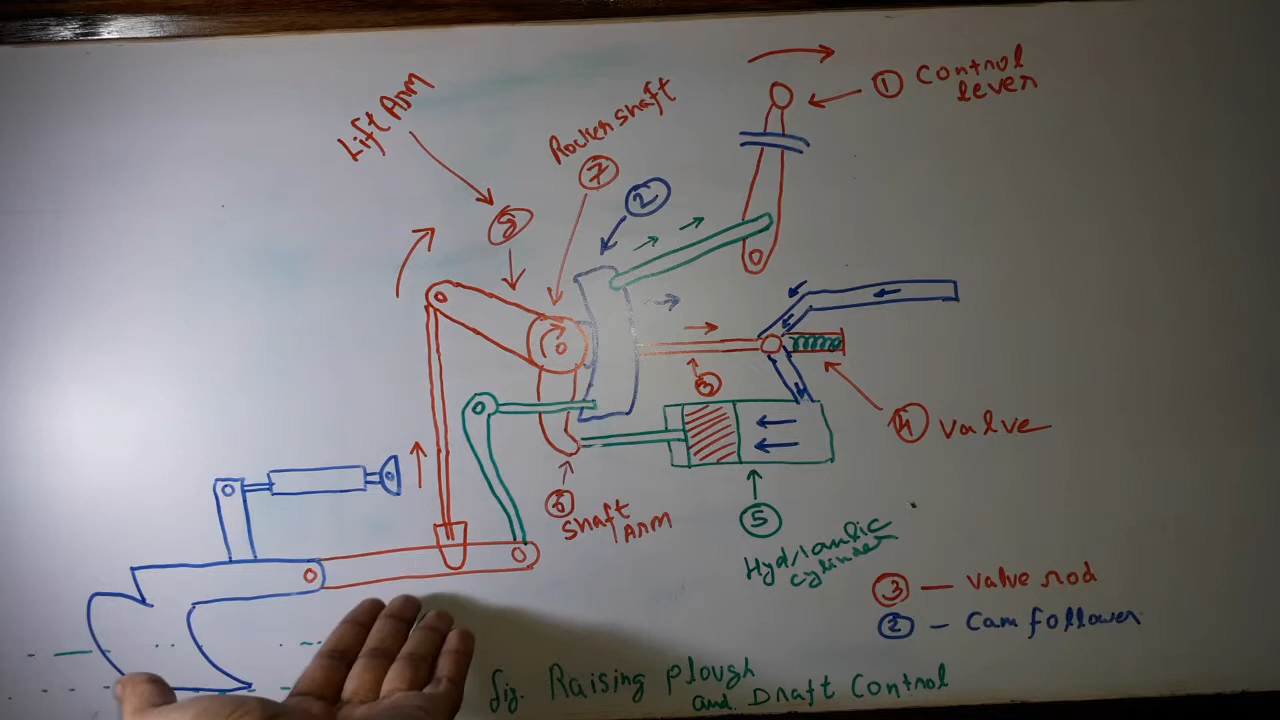 ① Control
lever
Lift Arm
Rocker shaft
⑦
②
⑧
③
④ Valve
⑥
Shaft
Arm
⑤
Hydraulic
cylinder
③ — Valve rod
② — Cam follower
fig. Raising plough
and Draft Control